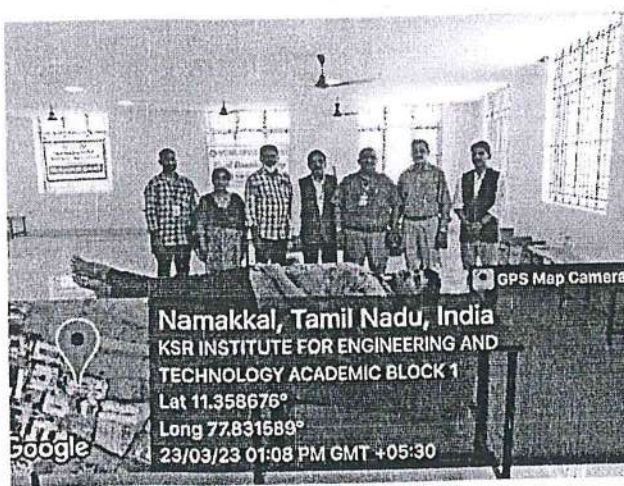 GPS Map Camera
Namakkal, Tamil Nadu, India
KSR INSTITUTE FOR ENGINEERING AND
TECHNOLOGY ACADEMIC BLOCK 1
Lat 11.358676°
Long 77.831589°
23/03/23 01:08 PM GMT +05:30
Google